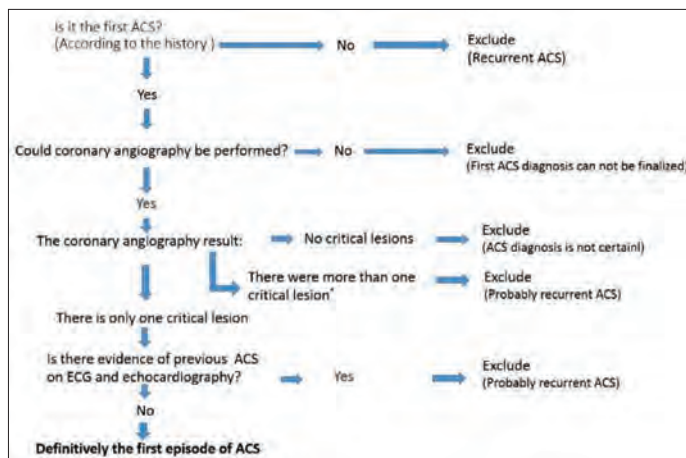 Is it the first ACS?
(According to the history )
No
Exclude
(Recurrent ACS)
Yes
Could coronary angiography be performed?
No
Exclude
(First ACS diagnosis can not be finalized)
Yes
The coronary angiography result:
No critical lesions
Exclude
(ACS diagnosis is not certainl)
There were more than one
critical lesion*
Exclude
(Probably recurrent ACS)
There is only one critical lesion
Is there evidence of previous ACS
on ECG and echocardiography?
Yes
Exclude
(Probably recurrent ACS)
No
Definitively the first episode of ACS